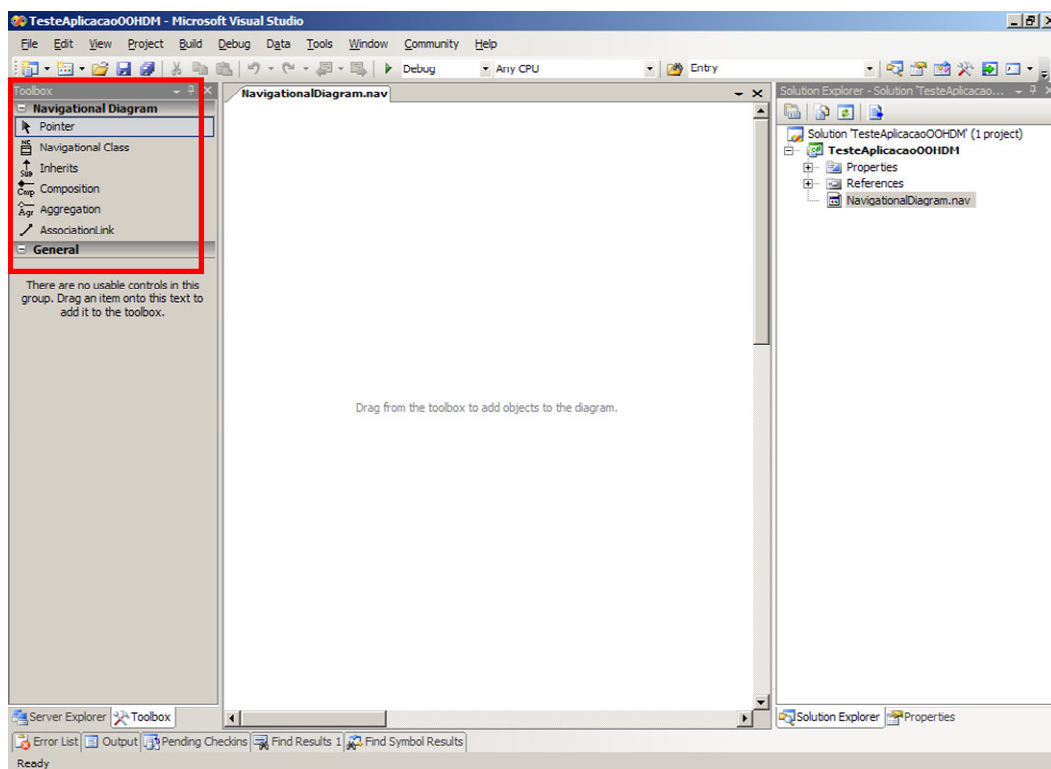 TesteAplicacaoOOHDM - Microsoft Visual Studio
File Edit View Project Build Debug Data Tools Window Community Help
Debug Any CPU Entry
Toolbox
Navigational Diagram
Pointer
NC Navigational Class
Sub Inherits
Cmp Composition
Agr Aggregation
AssociationLink
General
There are no usable controls in this
group. Drag an item onto this text to
add it to the toolbox.
NavigationalDiagram.nav
Drag from the toolbox to add objects to the diagram.
Solution Explorer - Solution 'TesteAplicacao...
Solution 'TesteAplicacaoOOHDM' (1 project)
TesteAplicacaoOOHDM
Properties
References
NavigationalDiagram.nav
Server Explorer Toolbox
Solution Explorer Properties
Error List Output Pending Checkins Find Results 1 Find Symbol Results
Ready